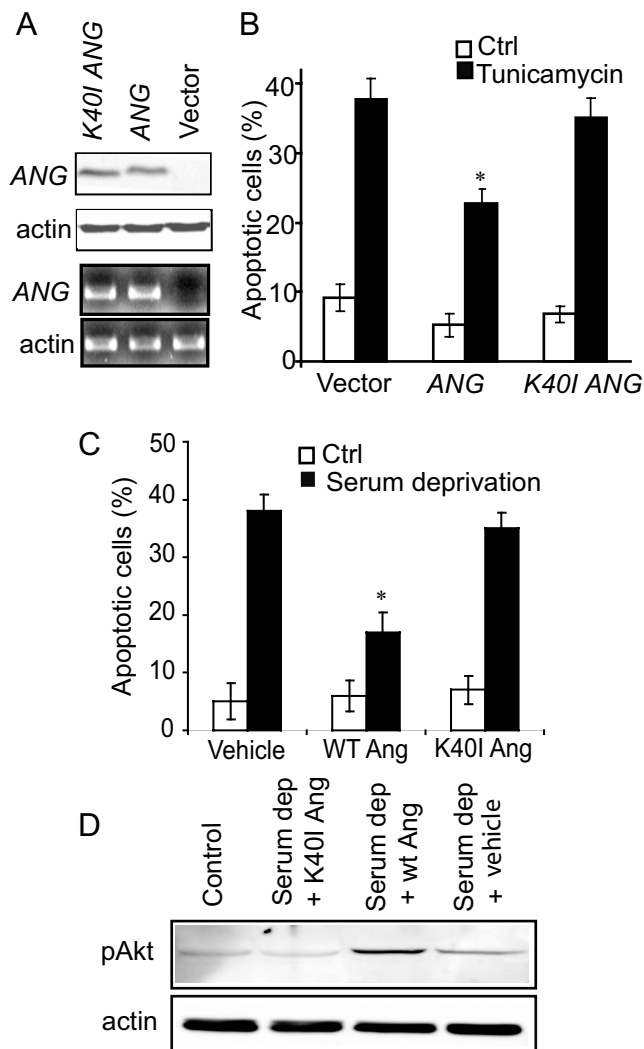 A
K40I ANG
ANG
Vector
ANG
actin
ANG
actin
B
Ctrl
Tunicamycin
Apoptotic cells (%)
40
30
20
10
0
*
Vector
ANG
K40I ANG
C
Ctrl
Serum deprivation
Apoptotic cells (%)
50
40
30
20
10
0
*
Vehicle
WT Ang
K40I Ang
D
Control
Serum dep
+ K40I Ang
Serum dep
+ wt Ang
Serum dep
+ vehicle
pAkt
actin